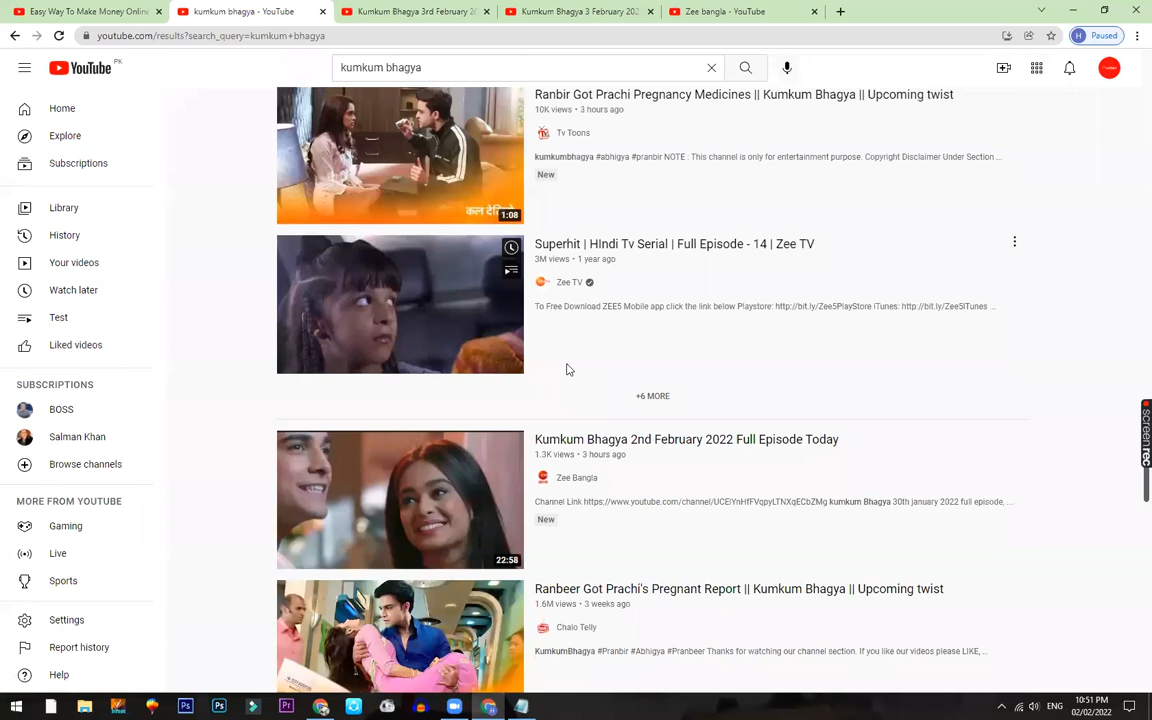 Easy Way To Make Money Online
kumkum bhagya - YouTube
Kumkum Bhagya 3rd February 20
Kumkum Bhagya 3 February 202
Zee bangla - YouTube
youtube.com/results?search_query=kumkum+bhagya
H
Paused
YouTube PK
kumkum bhagya
Home
Explore
Subscriptions
Library
History
Your videos
Watch later
Test
Liked videos
SUBSCRIPTIONS
BOSS
Salman Khan
Browse channels
MORE FROM YOUTUBE
Gaming
Live
Sports
Settings
Report history
Help
Ranbir Got Prachi Pregnancy Medicines || Kumkum Bhagya || Upcoming twist
10K views • 3 hours ago
Tv Toons
kumkumbhagya #abhigya #pranbir NOTE : This channel is only for entertainment purpose. Copyright Disclaimer Under Section ...
New
1:08
Superhit | HIndi Tv Serial | Full Episode - 14 | Zee TV
3M views • 1 year ago
Zee TV
To Free Download ZEE5 Mobile app click the link below Playstore: http://bit.ly/Zee5PlayStore iTunes: http://bit.ly/Zee5ITunes ...
+6 MORE
Kumkum Bhagya 2nd February 2022 Full Episode Today
1.3K views • 3 hours ago
Zee Bangla
Channel Link https://www.youtube.com/channel/UCEIYnHfFVqpyLTNXqECbZMg kumkum Bhagya 30th january 2022 full episode, ...
New
22:58
Ranbeer Got Prachi's Pregnant Report || Kumkum Bhagya || Upcoming twist
1.6M views • 3 weeks ago
Chalo Telly
KumkumBhagya #Pranbir #Abhigya #Pranbeer Thanks for watching our channel section. If you like our videos please LIKE, ...
screenrec
Ps
Ps
Pr
ENG
10:51 PM
02/02/2022